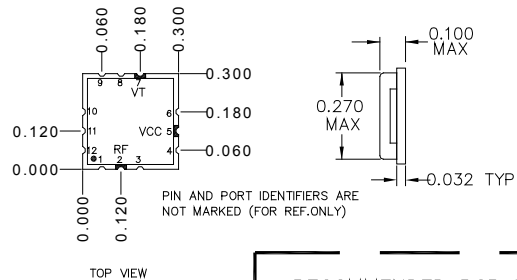 0.060
0.180
0.300
9 8 7
VT
0.300
10
6
0.180
0.120
11
VCC 5
RF
12
1 2 3
4
0.060
0.000
0.000
0.120
PIN AND PORT IDENTIFIERS ARE
NOT MARKED (FOR REF.ONLY)
TOP VIEW
0.100
MAX
0.270
MAX
0.032 TYP